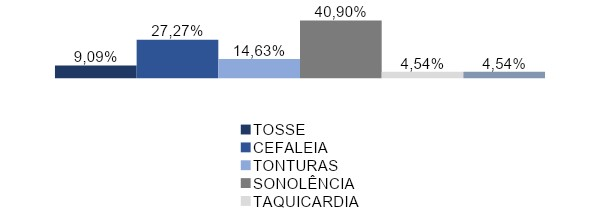 40,90%
27,27%
14,63%
9,09%
4,54%
4,54%
TOSSE
CEFALEIA
TONTURAS
SONOLÊNCIA
TAQUICARDIA